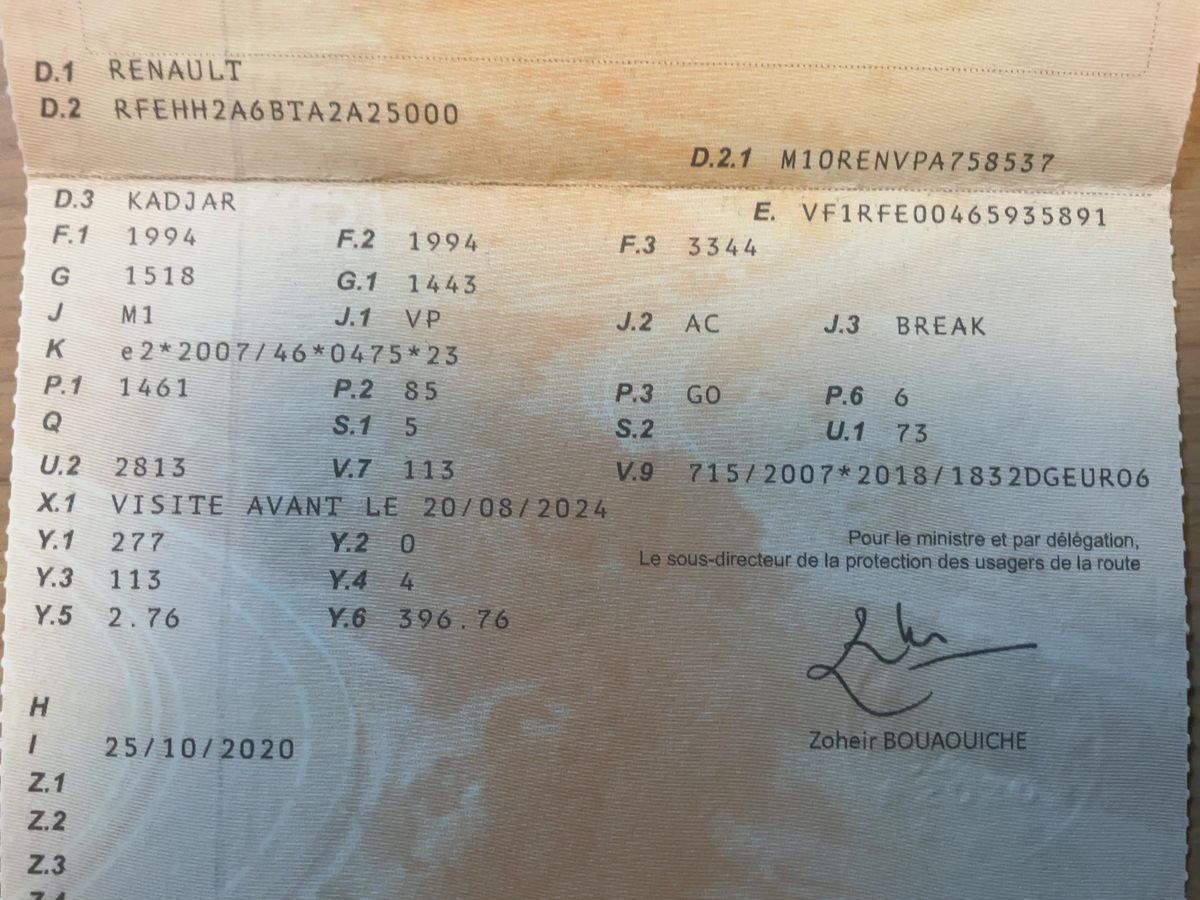 D.1 RENAULT
D.2 RFEHH2A6BTA2A25000
D.2.1 M10RENVPA758537
D.3 KADJAR E. VF1RFE00465935891
F.1 1994 F.2 1994 F.3 3344
G 1518 G.1 1443
J M1 J.1 VP J.2 AC J.3 BREAK
K e2*2007/46*0475*23
P.1 1461 P.2 85 P.3 GO P.6 6
Q S.1 5 S.2 U.1 73
U.2 2813 V.7 113 V.9 715/2007*2018/1832DGEURO6
X.1 VISITE AVANT LE 20/08/2024
Y.1 277 Y.2 0
Pour le ministre et par délégation,
Le sous-directeur de la protection des usagers de la route
Y.3 113 Y.4 4
Y.5 2.76 Y.6 396.76
H
Zoheir BOUAOUICHE
I 25/10/2020
Z.1
Z.2
Z.3